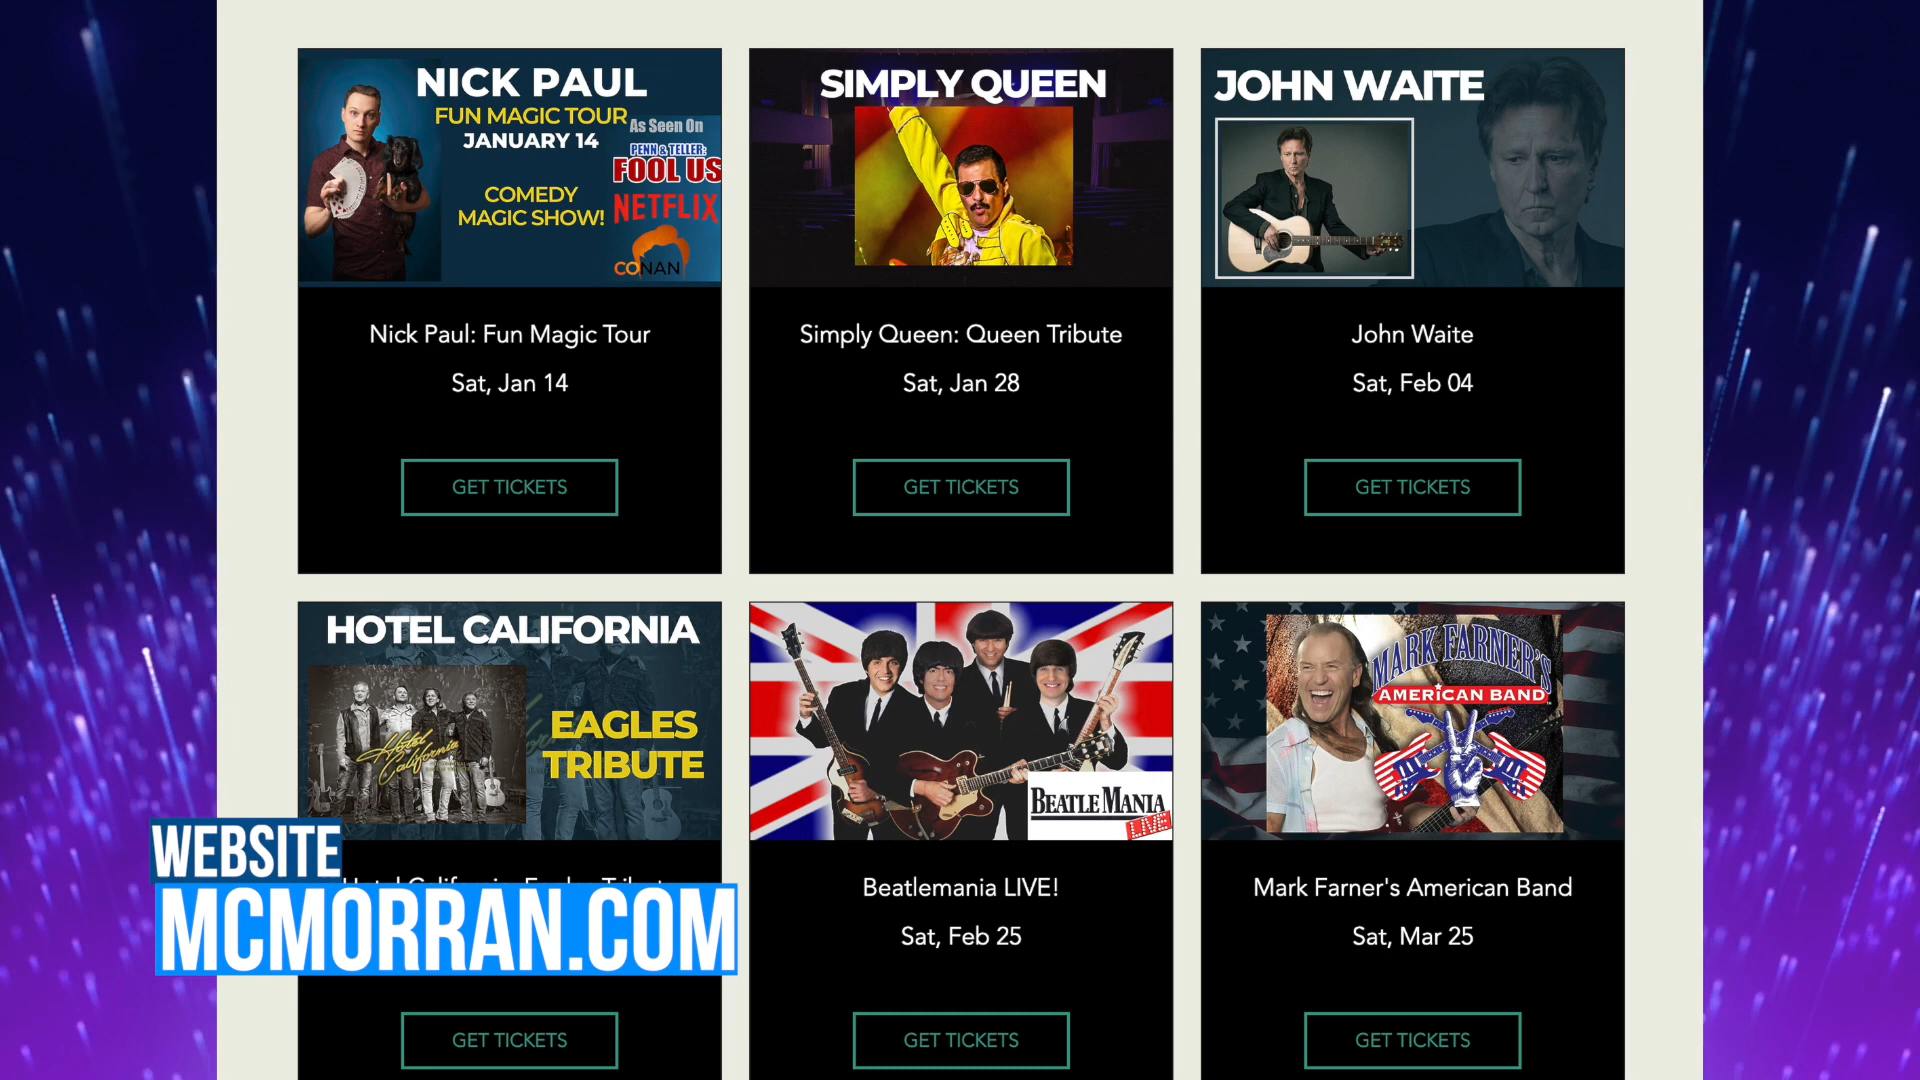 NICK PAUL
FUN MAGIC TOUR
JANUARY 14
As Seen On
PENN & TELLER:
FOOL US
COMEDY
MAGIC SHOW!
NETFLIX
CONAN
Nick Paul: Fun Magic Tour
Sat, Jan 14
GET TICKETS
SIMPLY QUEEN
Simply Queen: Queen Tribute
Sat, Jan 28
GET TICKETS
JOHN WAITE
John Waite
Sat, Feb 04
GET TICKETS
HOTEL CALIFORNIA
Hotel
California
EAGLES
TRIBUTE
GET TICKETS
BEATLEMANIA
LIVE
Beatlemania LIVE!
Sat, Feb 25
GET TICKETS
MARK FARNER'S
AMERICAN BAND
Mark Farner's American Band
Sat, Mar 25
GET TICKETS
WEBSITE
MCMORRAN.COM